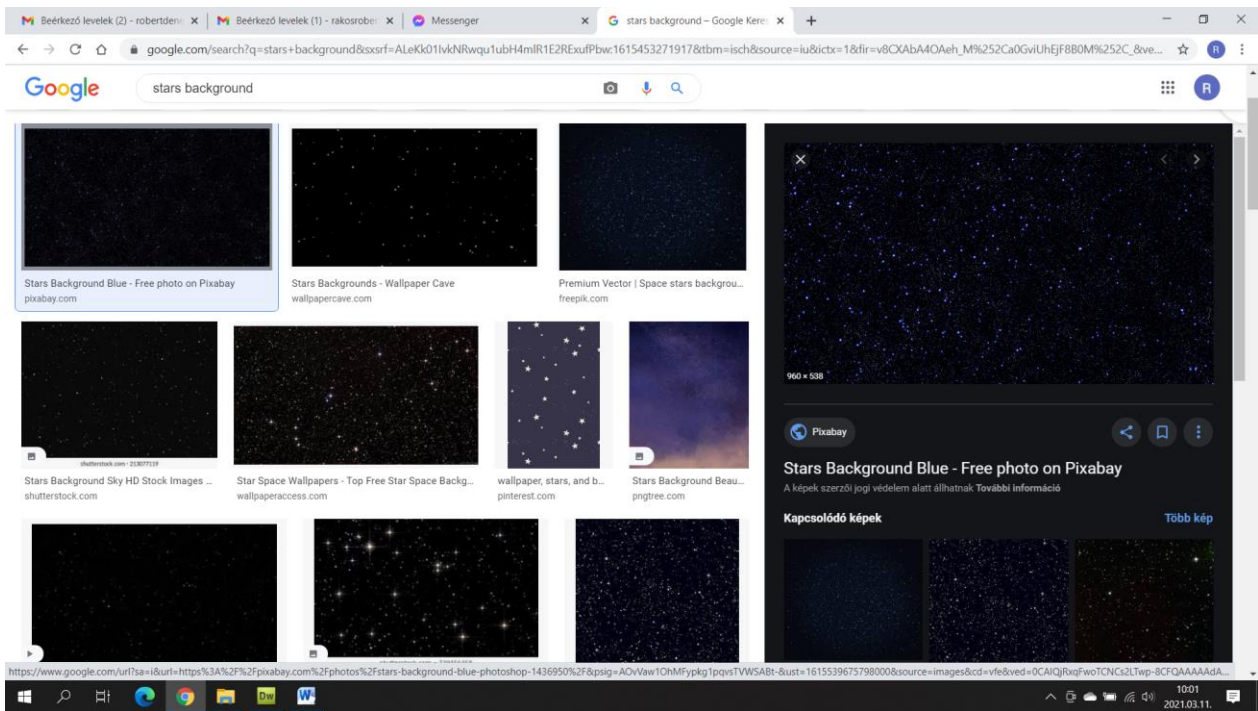 Beérkező levelek (2) - robertdene
Beérkező levelek (1) - rakosrober
Messenger
stars background – Google Keres
google.com/search?q=stars+background&sxsrf=ALeKk01IvkNRwqu1ubH4mlR1E2RExufPbw:1615453271917&tbm=isch&source=iu&ictx=1&fir=v8CXAbA4OAeh_M%252Ca0GviUhEjF8B0M%252C_&ve...
R
Google
stars background
R
960 × 538
Stars Background Blue - Free photo on Pixabay
pixabay.com
Stars Backgrounds - Wallpaper Cave
wallpapercave.com
Premium Vector | Space stars backgrou...
freepik.com
shutterstock.com • 213077119
Stars Background Sky HD Stock Images ...
shutterstock.com
Star Space Wallpapers - Top Free Star Space Backg...
wallpaperaccess.com
wallpaper, stars, and b...
pinterest.com
Stars Background Beau...
pngtree.com
Pixabay
Stars Background Blue - Free photo on Pixabay
A képek szerzői jogi védelem alatt állhatnak További információ
Kapcsolódó képek
Több kép
https://www.google.com/url?sa=i&url=https%3A%2F%2Fpixabay.com%2Fphotos%2Fstars-background-blue-photoshop-1436950%2F&psig=AOvVaw1OhMFypkg1pqvsTVWSABt-&ust=1615539675798000&source=images&cd=vfe&ved=0CAIQjRxqFwoTCNCs2LTwp-8CFQAAAAAdA...
Dw
W
10:01
2021.03.11.